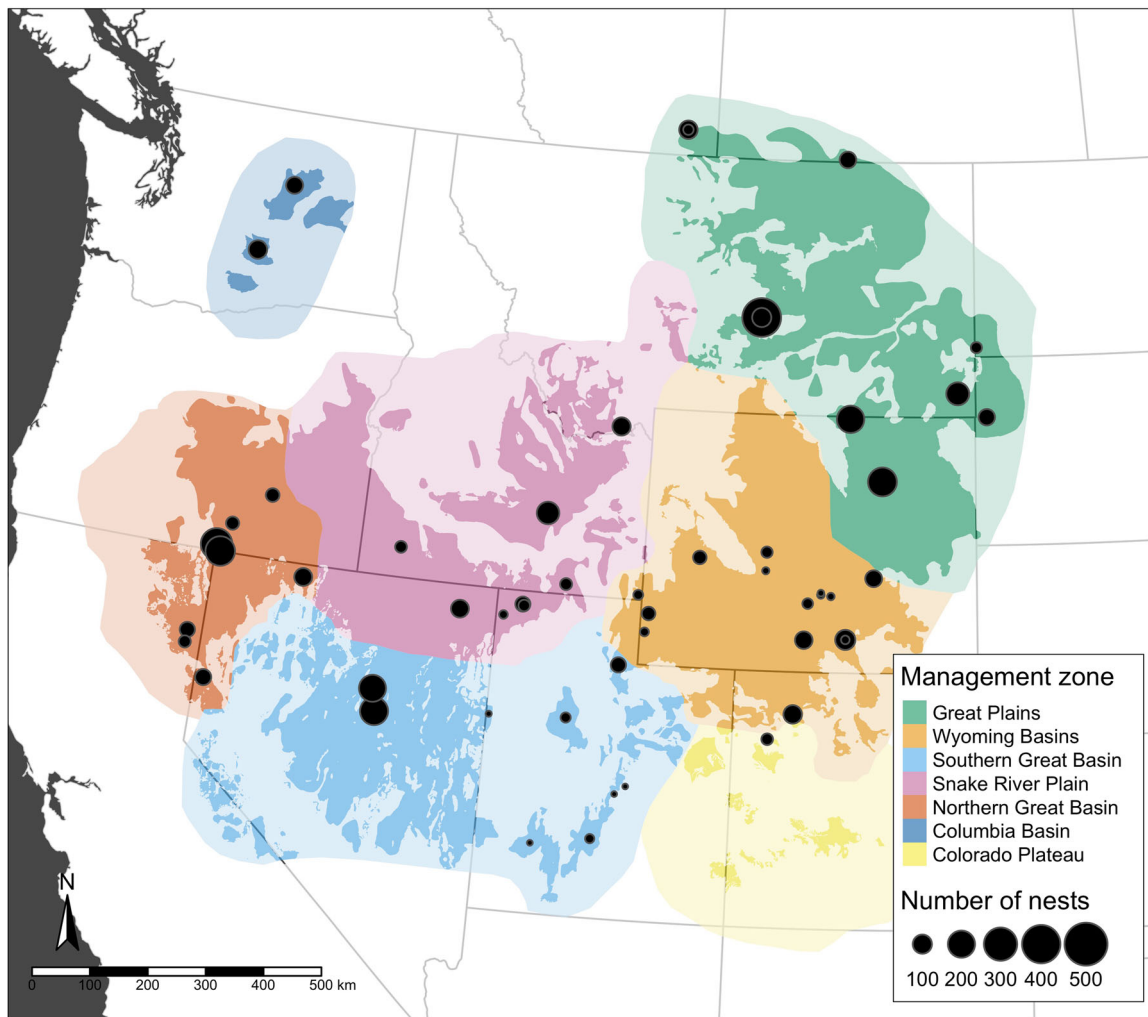 Management zone
Great Plains
Wyoming Basins
Southern Great Basin
Snake River Plain
Northern Great Basin
Columbia Basin
Colorado Plateau
Number of nests
100 200 300 400 500
N
0 100 200 300 400 500 km